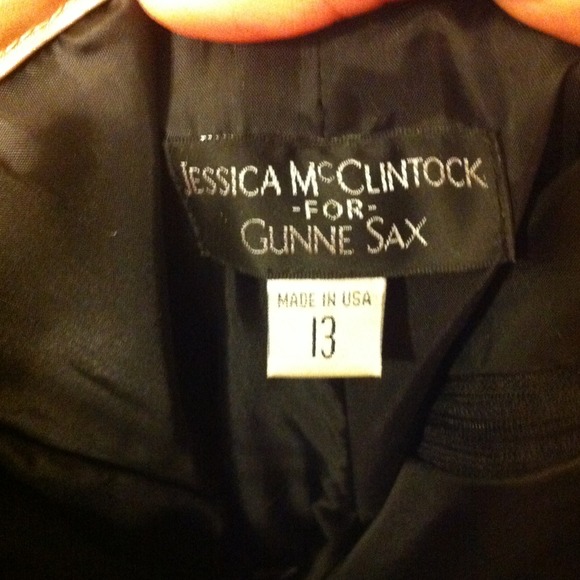 JESSICA McCLINTOCK
-FOR-
GUNNE SAX
MADE IN USA
13